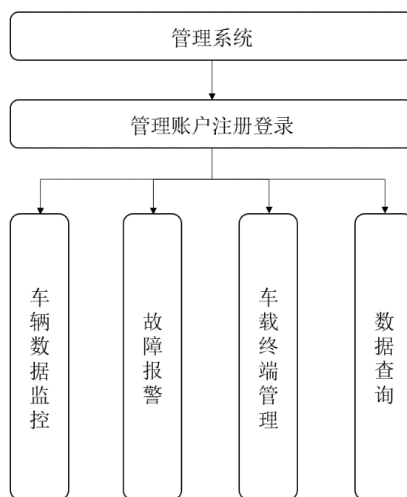 管理系统
管理账户注册登录
车辆数据监控
故障报警
车载终端管理
数据查询